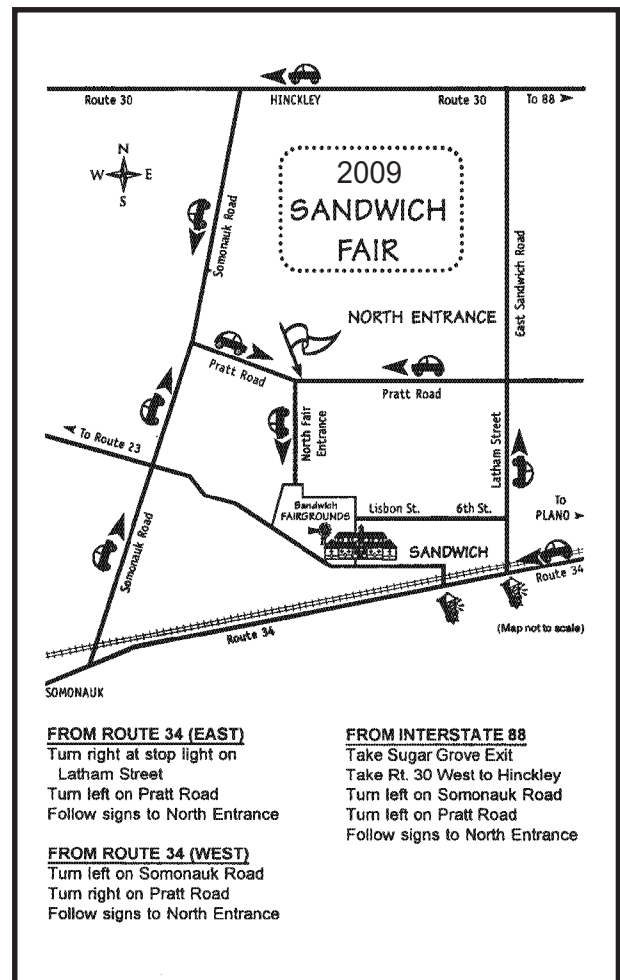 Route 30
HINCKLEY
Route 30
To 88
N
W E
S
2009
SANDWICH
FAIR
Somonauk Road
East Sandwich Road
NORTH ENTRANCE
Pratt Road
Pratt Road
North Fair
Entrance
Latham Street
To Route 23
Sandwich
FAIRGROUNDS
Lisbon St.
6th St.
To
PLANO
SANDWICH
Somonauk Road
Route 34
Route 34
(Map not to scale)
SOMONAUK
FROM ROUTE 34 (EAST)
Turn right at stop light on
Latham Street
Turn left on Pratt Road
Follow signs to North Entrance
FROM ROUTE 34 (WEST)
Turn left on Somonauk Road
Turn right on Pratt Road
Follow signs to North Entrance
FROM INTERSTATE 88
Take Sugar Grove Exit
Take Rt. 30 West to Hinckley
Turn left on Somonauk Road
Turn left on Pratt Road
Follow signs to North Entrance